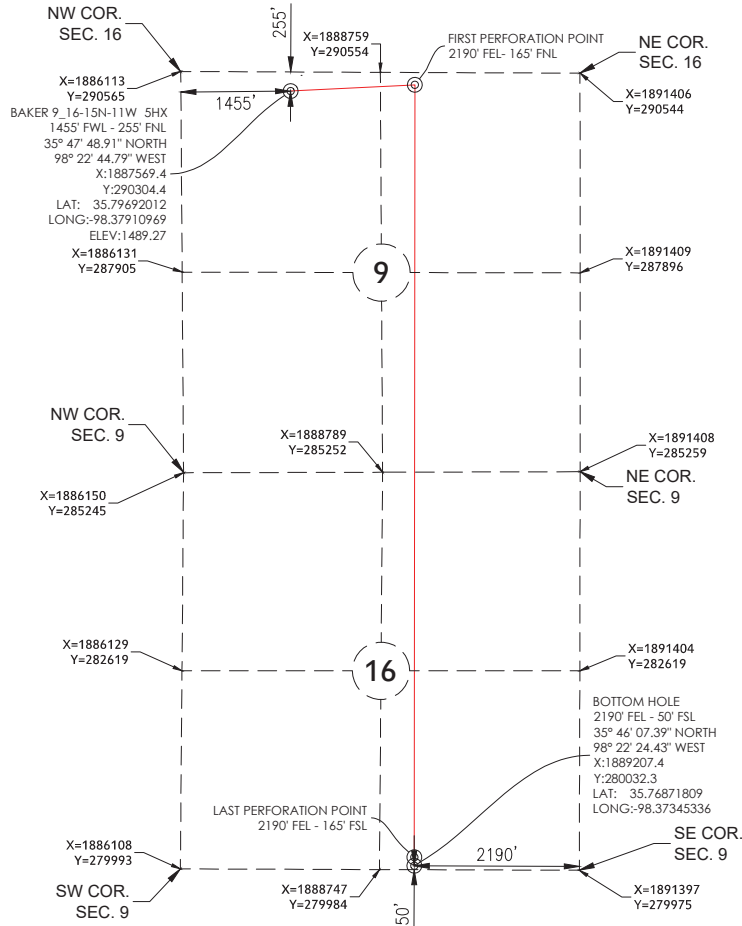 NW COR.
SEC. 16
255'
X=1888759
Y=290554
FIRST PERFORATION POINT
2190' FEL- 165' FNL
NE COR.
SEC. 16
X=1886113
Y=290565
1455'
X=1891406
Y=290544
BAKER 9_16-15N-11W 5HX
1455' FWL - 255' FNL
35° 47' 48.91" NORTH
98° 22' 44.79" WEST
X:1887569.4
Y:290304.4
LAT: 35.79692012
LONG:-98.37910969
ELEV:1489.27
X=1886131
Y=287905
9
X=1891409
Y=287896
NW COR.
SEC. 9
X=1888789
Y=285252
X=1891408
Y=285259
NE COR.
SEC. 9
X=1886150
Y=285245
X=1886129
Y=282619
16
X=1891404
Y=282619
BOTTOM HOLE
2190' FEL - 50' FSL
35° 46' 07.39" NORTH
98° 22' 24.43" WEST
X:1889207.4
Y:280032.3
LAT: 35.76871809
LONG:-98.37345336
LAST PERFORATION POINT
2190' FEL - 165' FSL
2190'
SE COR.
SEC. 9
X=1886108
Y=279993
SW COR.
SEC. 9
X=1888747
Y=279984
50'
X=1891397
Y=279975